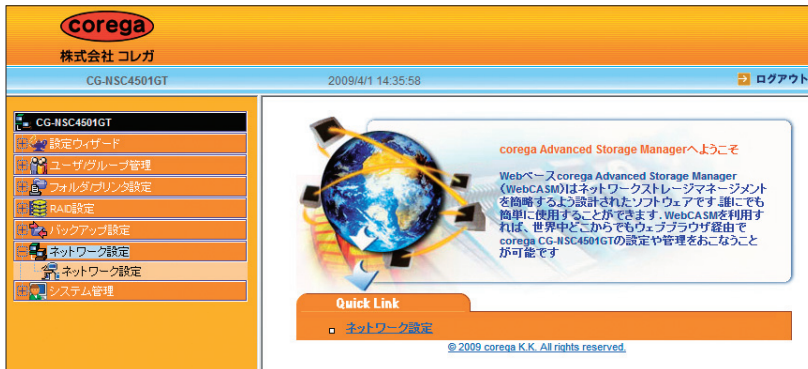 corega
株式会社 コレガ
CG-NSC4501GT
2009/4/1 14:35:58
ログアウト
CG-NSC4501GT
設定ウィザード
ユーザ/グループ管理
フォルダ/プリンタ設定
RAID設定
バックアップ設定
ネットワーク設定
ネットワーク設定
システム管理
corega Advanced Storage Managerへようこそ
Webベースcorega Advanced Storage Manager
(WebCASM)はネットワークストレージマネージメント
を簡略するよう設計されたソフトウェアです。誰にでも
簡単に使用することができます。WebCASMを利用す
れば、世界中どこからでもウェブブラウザ経由で
corega CG-NSC4501GTの設定や管理をおこなうこと
が可能です
Quick Link
ネットワーク設定
© 2009 corega K.K. All rights reserved.